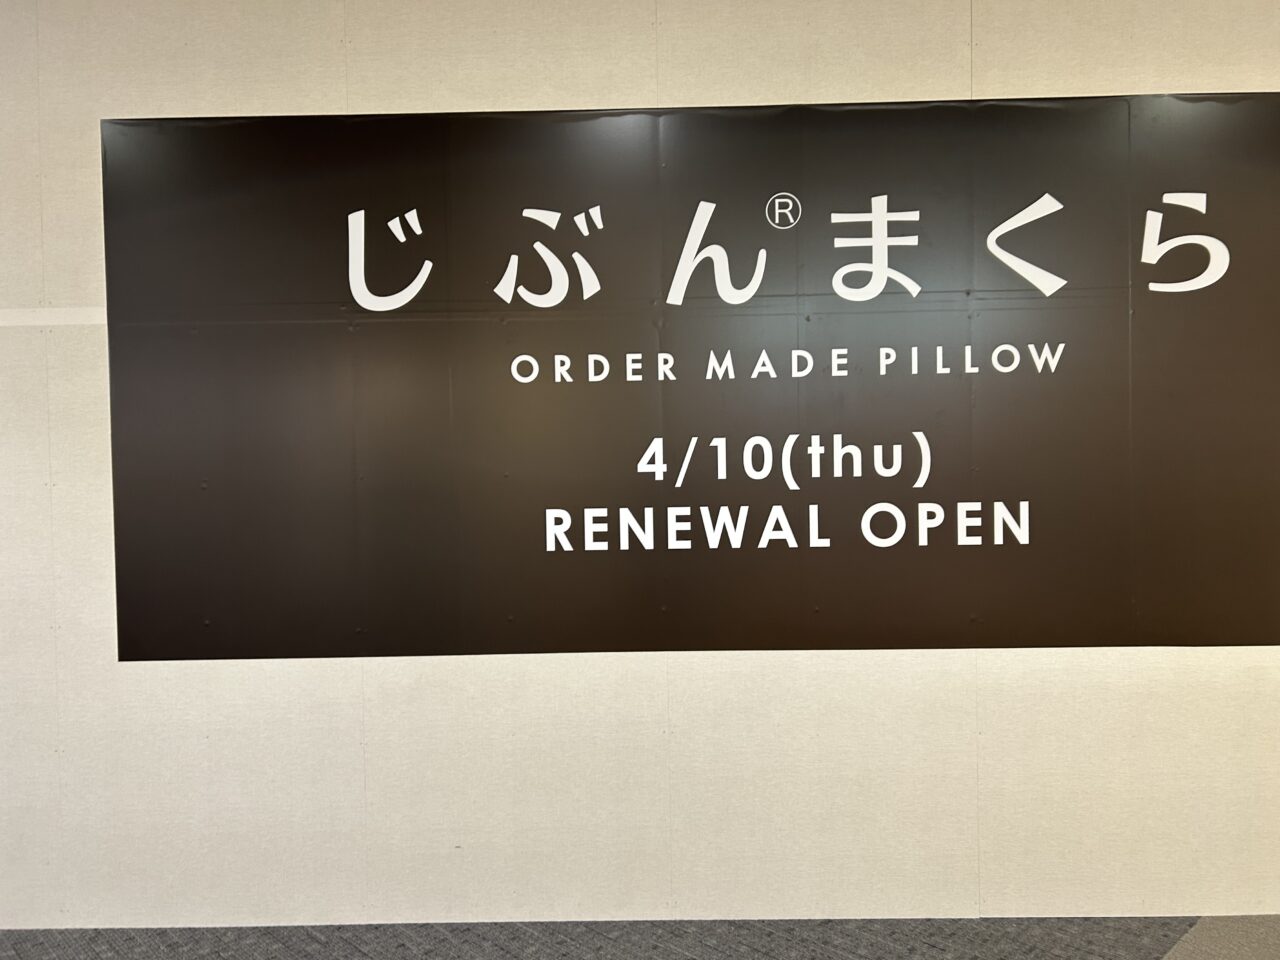 じぶん®まくら
ORDER MADE PILLOW
4/10(thu)
RENEWAL OPEN